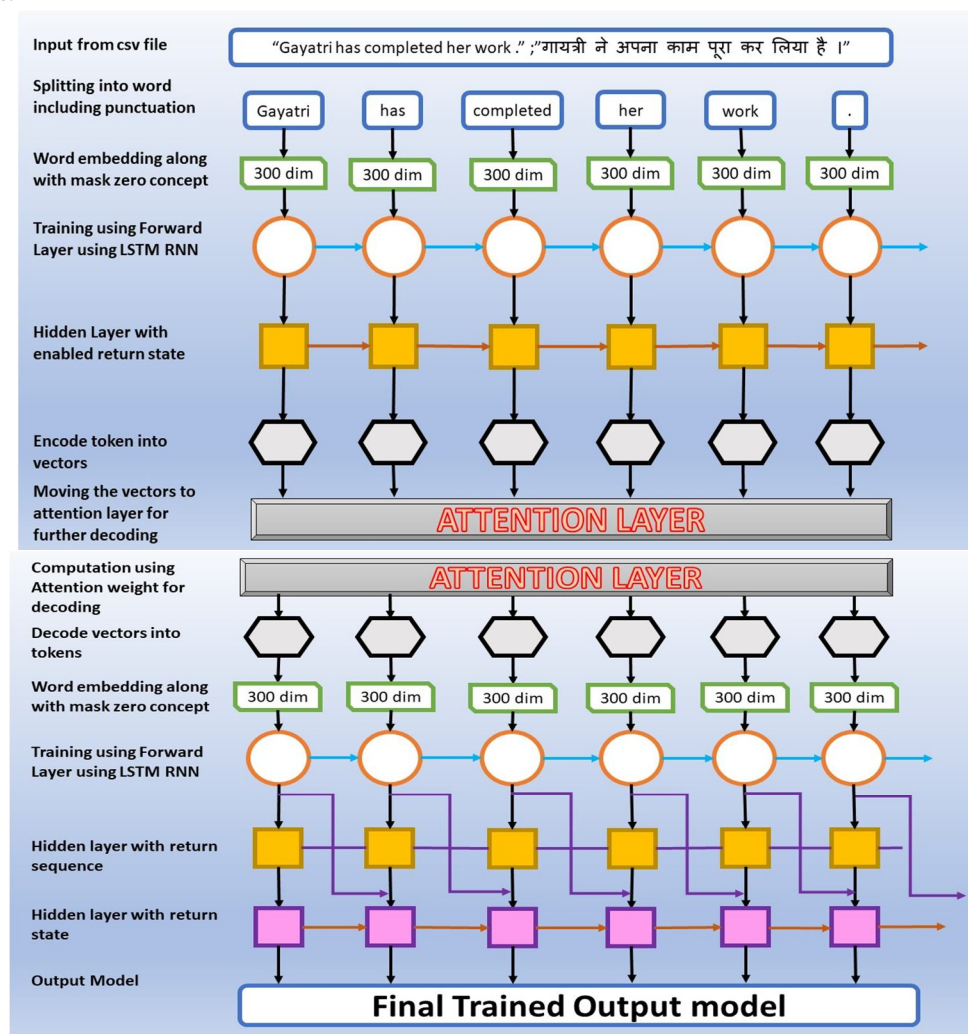 Input from csv file
“Gayatri has completed her work .” ;”गायत्री ने अपना काम पूरा कर लिया है ।”
Splitting into word
including punctuation
Gayatri has completed her work .
Word embedding along
with mask zero concept
300 dim 300 dim 300 dim 300 dim 300 dim 300 dim
Training using Forward
Layer using LSTM RNN
Hidden Layer with
enabled return state
Encode token into
vectors
Moving the vectors to
attention layer for
further decoding
ATTENTION LAYER
Computation using
Attention weight for
decoding
ATTENTION LAYER
Decode vectors into
tokens
Word embedding along
with mask zero concept
300 dim 300 dim 300 dim 300 dim 300 dim 300 dim
Training using Forward
Layer using LSTM RNN
Hidden layer with return
sequence
Hidden layer with return
state
Output Model
Final Trained Output model